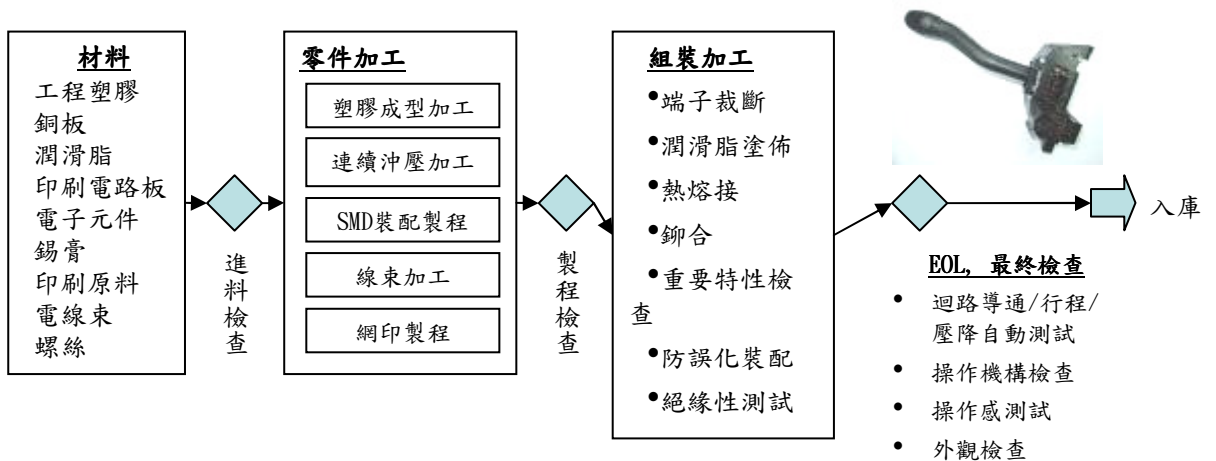 材料
工程塑膠
銅板
潤滑脂
印刷電路板
電子元件
錫膏
印刷原料
電線束
螺絲
進料檢查
零件加工
塑膠成型加工
連續沖壓加工
SMD裝配製程
線束加工
網印製程
製程檢查
組裝加工
•端子裁斷
•潤滑脂塗佈
•熱熔接
•鉚合
•重要特性檢
查
•防誤化裝配
•絕緣性測試
入庫
EOL, 最終檢查
• 迴路導通/行程/
壓降自動測試
• 操作機構檢查
• 操作感測試
• 外觀檢查